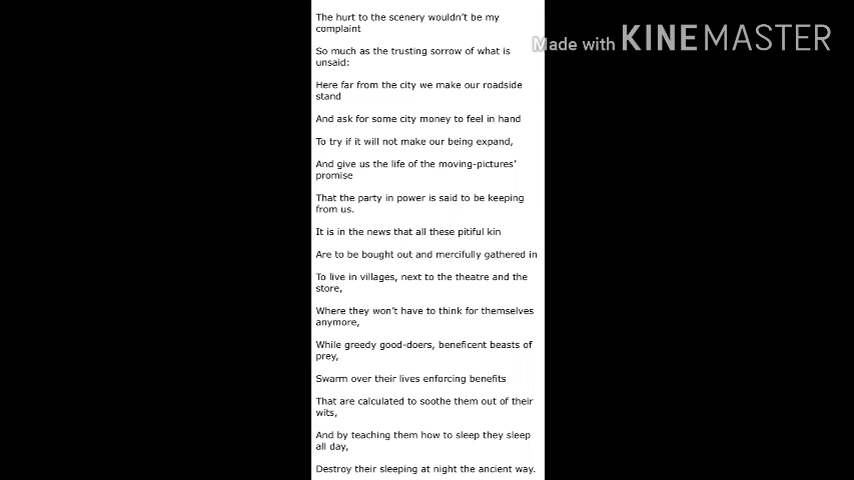 The hurt to the scenery wouldn't be my
complaint
So much as the trusting sorrow of what is
unsaid:
Here far from the city we make our roadside
stand
And ask for some city money to feel in hand
To try if it will not make our being expand,
And give us the life of the moving-pictures'
promise
That the party in power is said to be keeping
from us.
It is in the news that all these pitiful kin
Are to be bought out and mercifully gathered in
To live in villages, next to the theatre and the
store,
Where they won't have to think for themselves
anymore,
While greedy good-doers, beneficent beasts of
prey,
Swarm over their lives enforcing benefits
That are calculated to soothe them out of their
wits,
And by teaching them how to sleep they sleep
all day,
Destroy their sleeping at night the ancient way.
Made with KINEMASTER